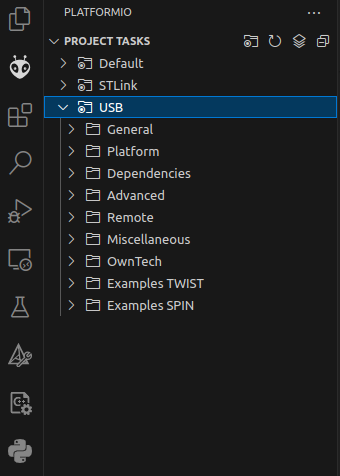 PLATFORMIO
PROJECT TASKS
Default
STLink
USB
General
Platform
Dependencies
Advanced
Remote
Miscellaneous
OwnTech
Examples TWIST
Examples SPIN